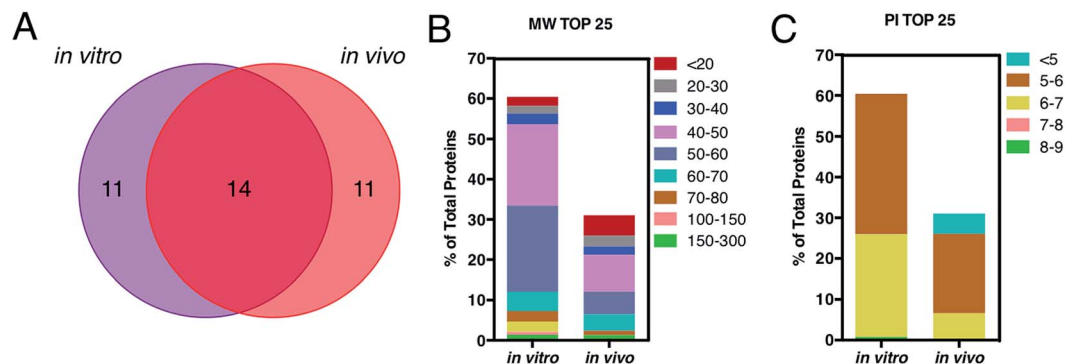 A
in vitro
in vivo
11
14
11
B
MW TOP 25
% of Total Proteins
70
60
50
40
30
20
10
0
in vitro
in vivo
<20
20-30
30-40
40-50
50-60
60-70
70-80
100-150
150-300
C
PI TOP 25
% of Total Proteins
70
60
50
40
30
20
10
0
in vitro
in vivo
<5
5-6
6-7
7-8
8-9